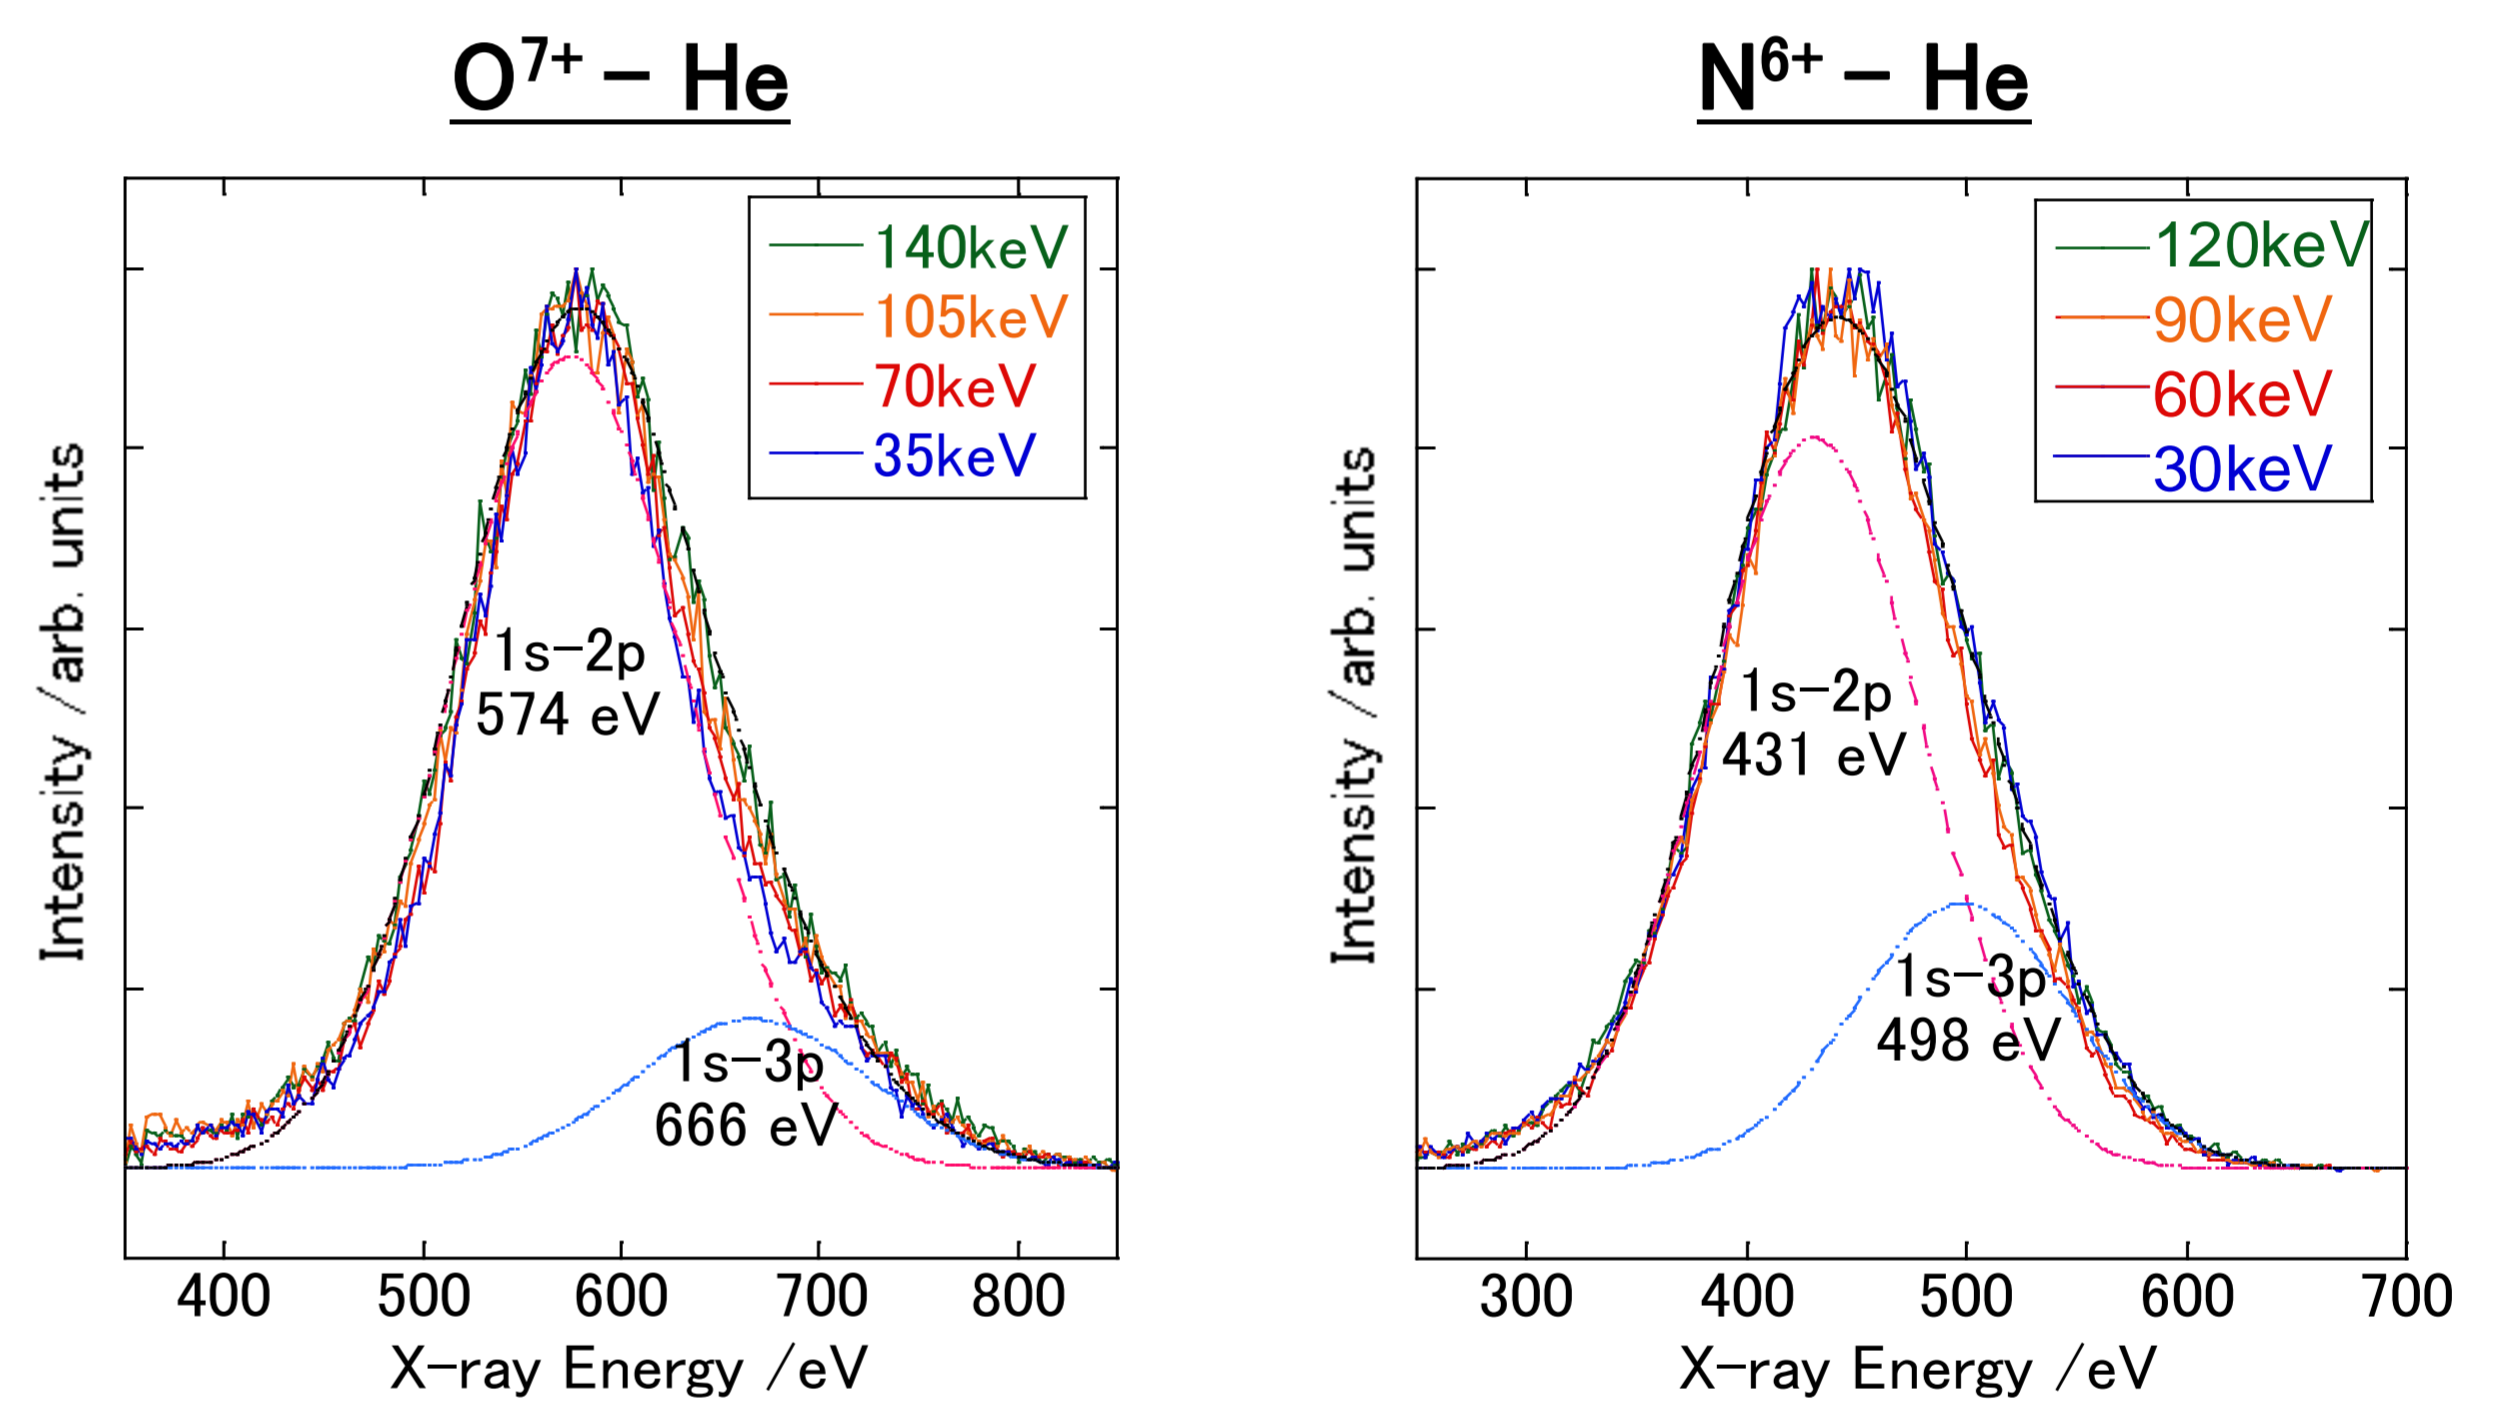 O7+ – He
140keV
105keV
70keV
35keV
1s-2p
574 eV
1s-3p
666 eV
Intensity /arb. units
400 500 600 700 800
X-ray Energy /eV
N6+ – He
120keV
90keV
60keV
30keV
1s-2p
431 eV
1s-3p
498 eV
Intensity /arb. units
300 400 500 600 700
X-ray Energy /eV